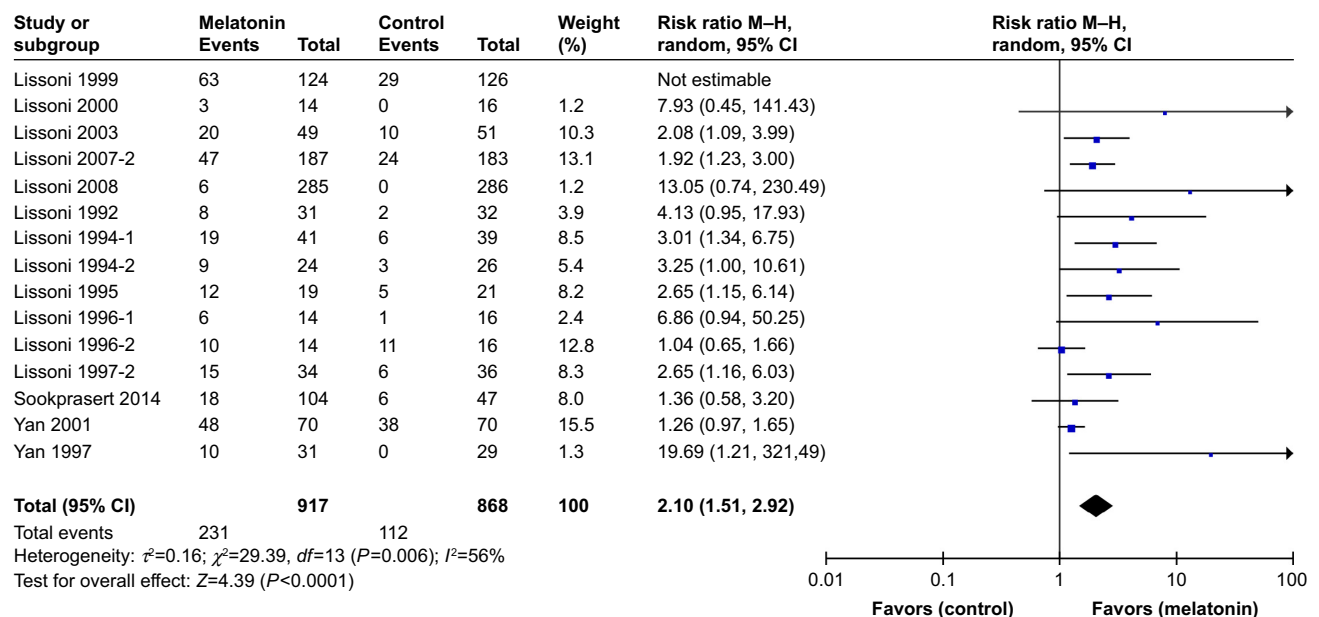 Study or subgroup Melatonin Events Total Control Events Total Weight (%) Risk ratio M–H, random, 95% CI Risk ratio M–H, random, 95% CI
Lissoni 1999 63 124 29 126 Not estimable
Lissoni 2000 3 14 0 16 1.2 7.93 (0.45, 141.43)
Lissoni 2003 20 49 10 51 10.3 2.08 (1.09, 3.99)
Lissoni 2007-2 47 187 24 183 13.1 1.92 (1.23, 3.00)
Lissoni 2008 6 285 0 286 1.2 13.05 (0.74, 230.49)
Lissoni 1992 8 31 2 32 3.9 4.13 (0.95, 17.93)
Lissoni 1994-1 19 41 6 39 8.5 3.01 (1.34, 6.75)
Lissoni 1994-2 9 24 3 26 5.4 3.25 (1.00, 10.61)
Lissoni 1995 12 19 5 21 8.2 2.65 (1.15, 6.14)
Lissoni 1996-1 6 14 1 16 2.4 6.86 (0.94, 50.25)
Lissoni 1996-2 10 14 11 16 12.8 1.04 (0.65, 1.66)
Lissoni 1997-2 15 34 6 36 8.3 2.65 (1.16, 6.03)
Sookprasert 2014 18 104 6 47 8.0 1.36 (0.58, 3.20)
Yan 2001 48 70 38 70 15.5 1.26 (0.97, 1.65)
Yan 1997 10 31 0 29 1.3 19.69 (1.21, 321,49)
Total (95% CI) 917 868 100 2.10 (1.51, 2.92)
Total events 231 112
Heterogeneity: τ²=0.16; χ²=29.39, df=13 (P=0.006); I²=56%
Test for overall effect: Z=4.39 (P<0.0001)
0.01 0.1 1 10 100
Favors (control) Favors (melatonin)